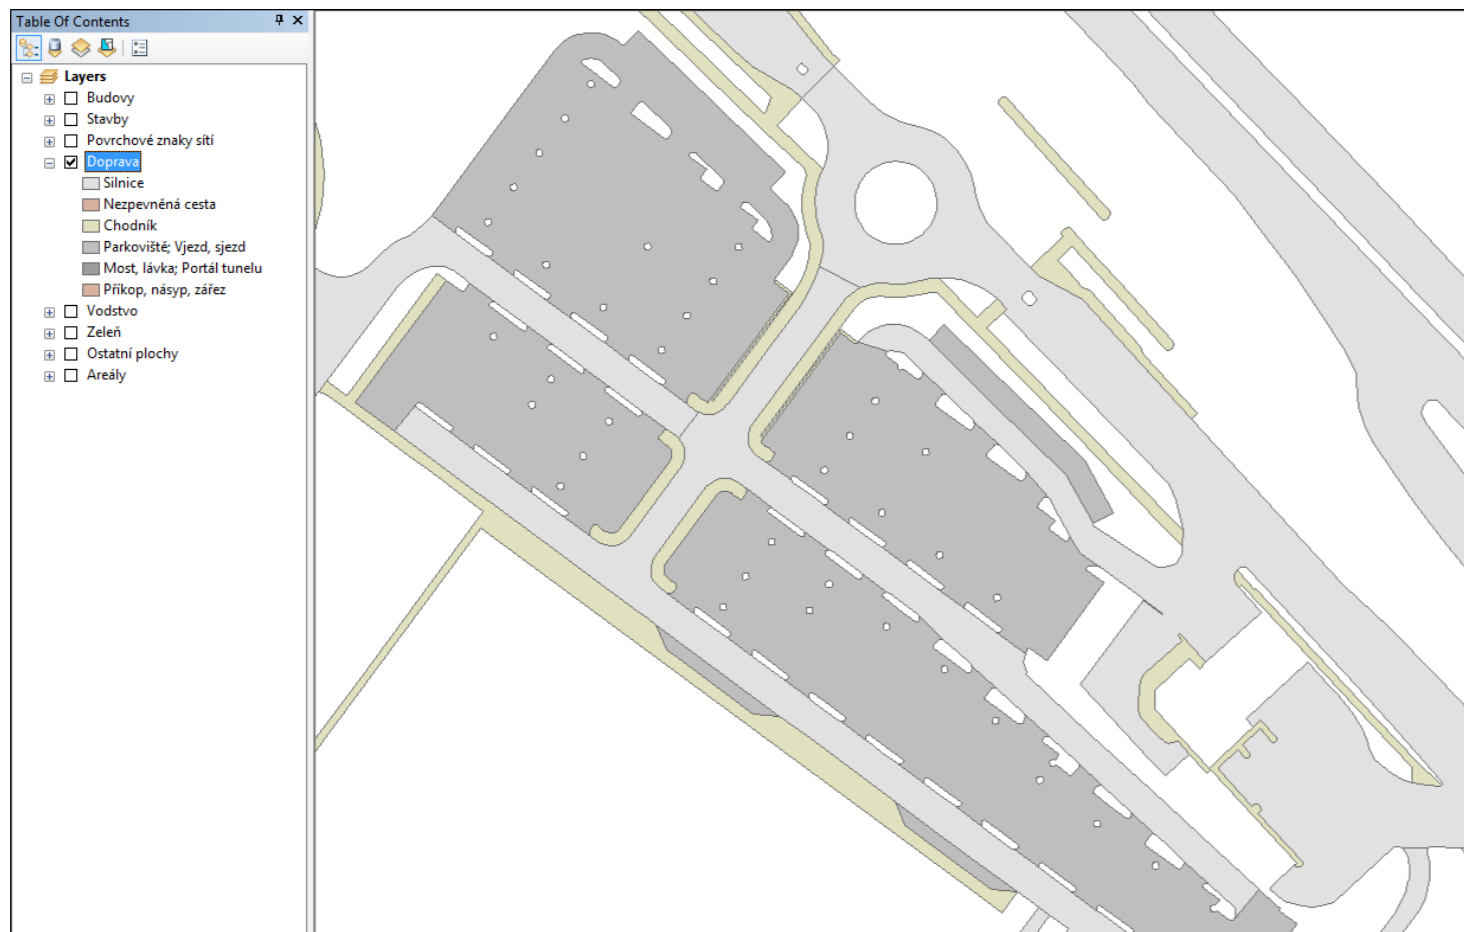 Table Of Contents
Layers
Budovy
Stavby
Povrchové znaky sítí
Doprava
Silnice
Nezpevněná cesta
Chodník
Parkoviště; Vjezd, sjezd
Most, lávka; Portál tunelu
Příkop, násyp, zářez
Vodstvo
Zeleň
Ostatní plochy
Areály